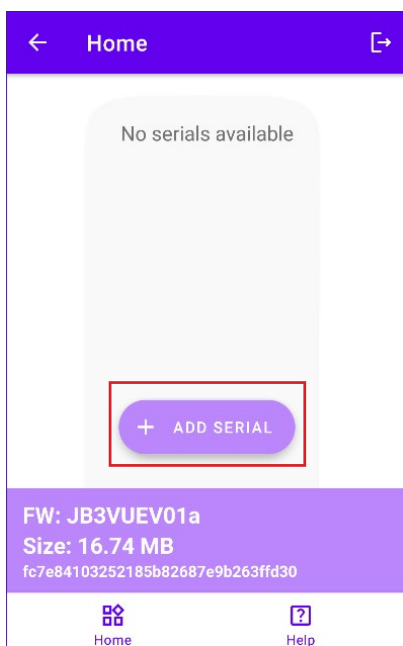 Home
No serials available
+ ADD SERIAL
FW: JB3VUEV01a
Size: 16.74 MB
fc7e84103252185b82687e9b263ffd30
Home
Help